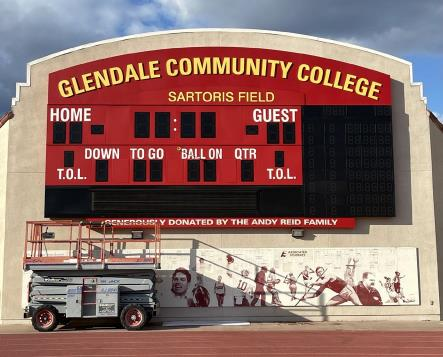 GLENDALE COMMUNITY COLLEGE
SARTORIS FIELD
HOME GUEST
DOWN TO GO BALL ON QTR
T.O.L. T.O.L.
GENEROUSLY DONATED BY THE ANDY REID FAMILY